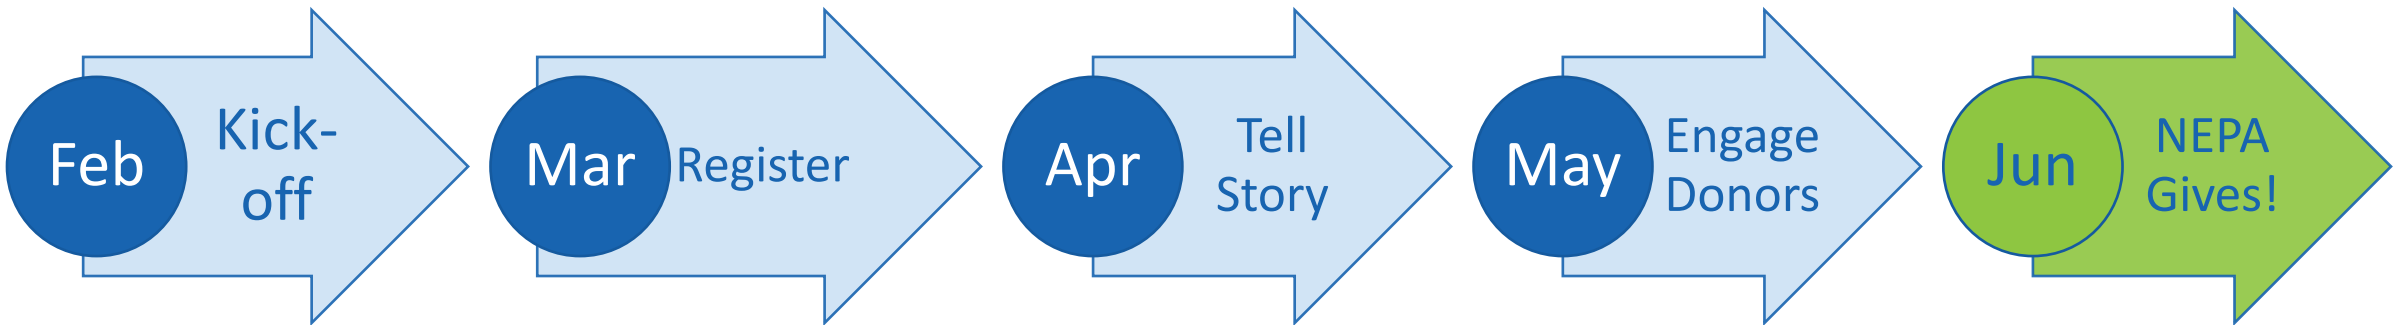 Feb
Kick-
off
Mar
Register
Apr
Tell
Story
May
Engage
Donors
Jun
NEPA
Gives!